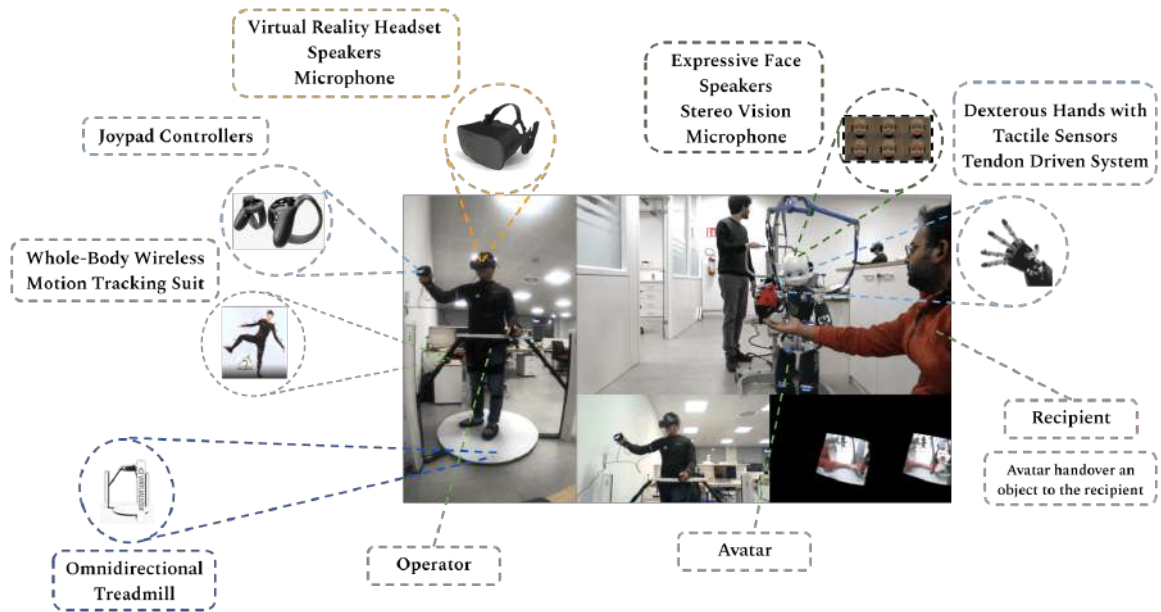 Virtual Reality Headset
Speakers
Microphone
Expressive Face
Speakers
Stereo Vision
Microphone
Dexterous Hands with
Tactile Sensors
Tendon Driven System
Joypad Controllers
Whole-Body Wireless
Motion Tracking Suit
Recipient
Avatar handover an
object to the recipient
Omnidirectional
Treadmill
Operator
Avatar